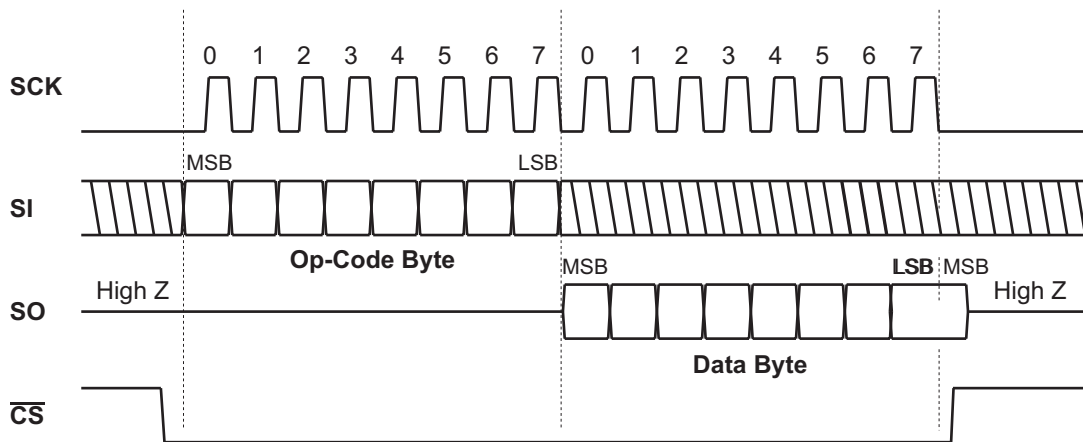 0 1 2 3 4 5 6 7 0 1 2 3 4 5 6 7
SCK
MSB LSB
SI
Op-Code Byte
MSB LSB MSB
High Z High Z
SO
Data Byte
CS